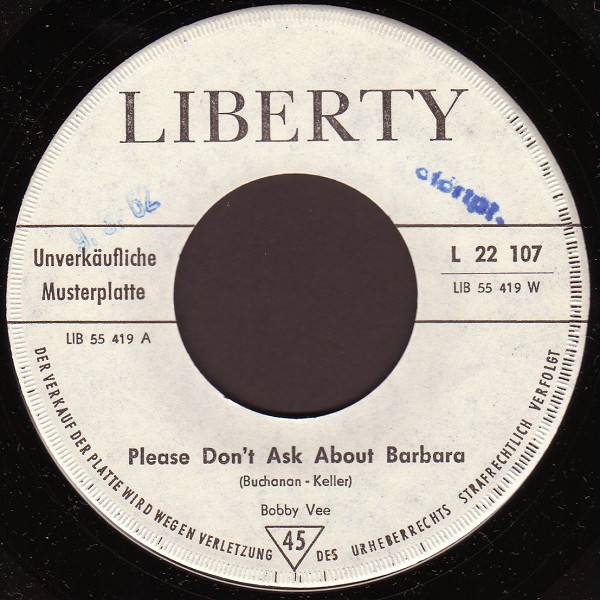 LIBERTY
Unverkäufliche
Musterplatte
L 22 107
LIB 55 419 W
LIB 55 419 A
Please Don't Ask About Barbara
(Buchanan - Keller)
Bobby Vee
45
DER VERKAUF DER PLATTE WIRD WEGEN VERLETZUNG DES URHEBERRECHTS STRAFRECHTLICH VERFOLGT